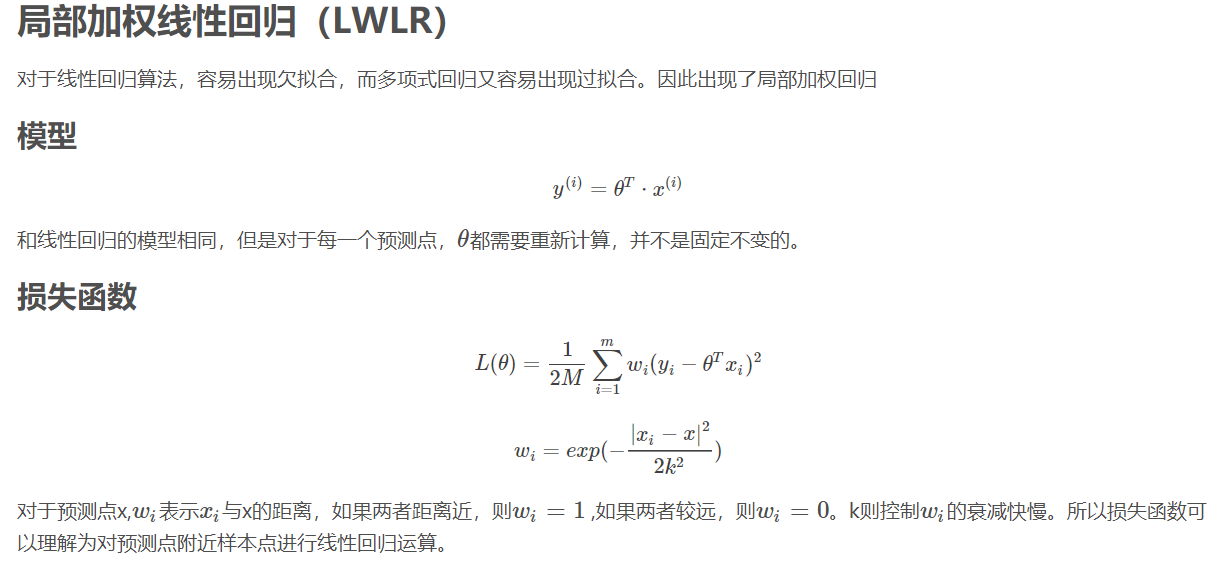 局部加权线性回归（LWLR）
对于线性回归算法，容易出现欠拟合，而多项式回归又容易出现过拟合。因此出现了局部加权回归
模型
$y^{(i)} = \theta^T \cdot x^{(i)}$
和线性回归的模型相同，但是对于每一个预测点，$\theta$都需要重新计算，并不是固定不变的。
损失函数
$L(\theta) = \frac{1}{2M} \sum_{i=1}^{m} w_i (y_i - \theta^T x_i)^2$
$w_i = exp(-\frac{|x_i - x|^2}{2k^2})$
对于预测点x,$w_i$表示$x_i$与x的距离，如果两者距离近，则$w_i = 1$ ,如果两者较远，则$w_i = 0$。k则控制$w_i$的衰减快慢。所以损失函数可
以理解为对预测点附近样本点进行线性回归运算。